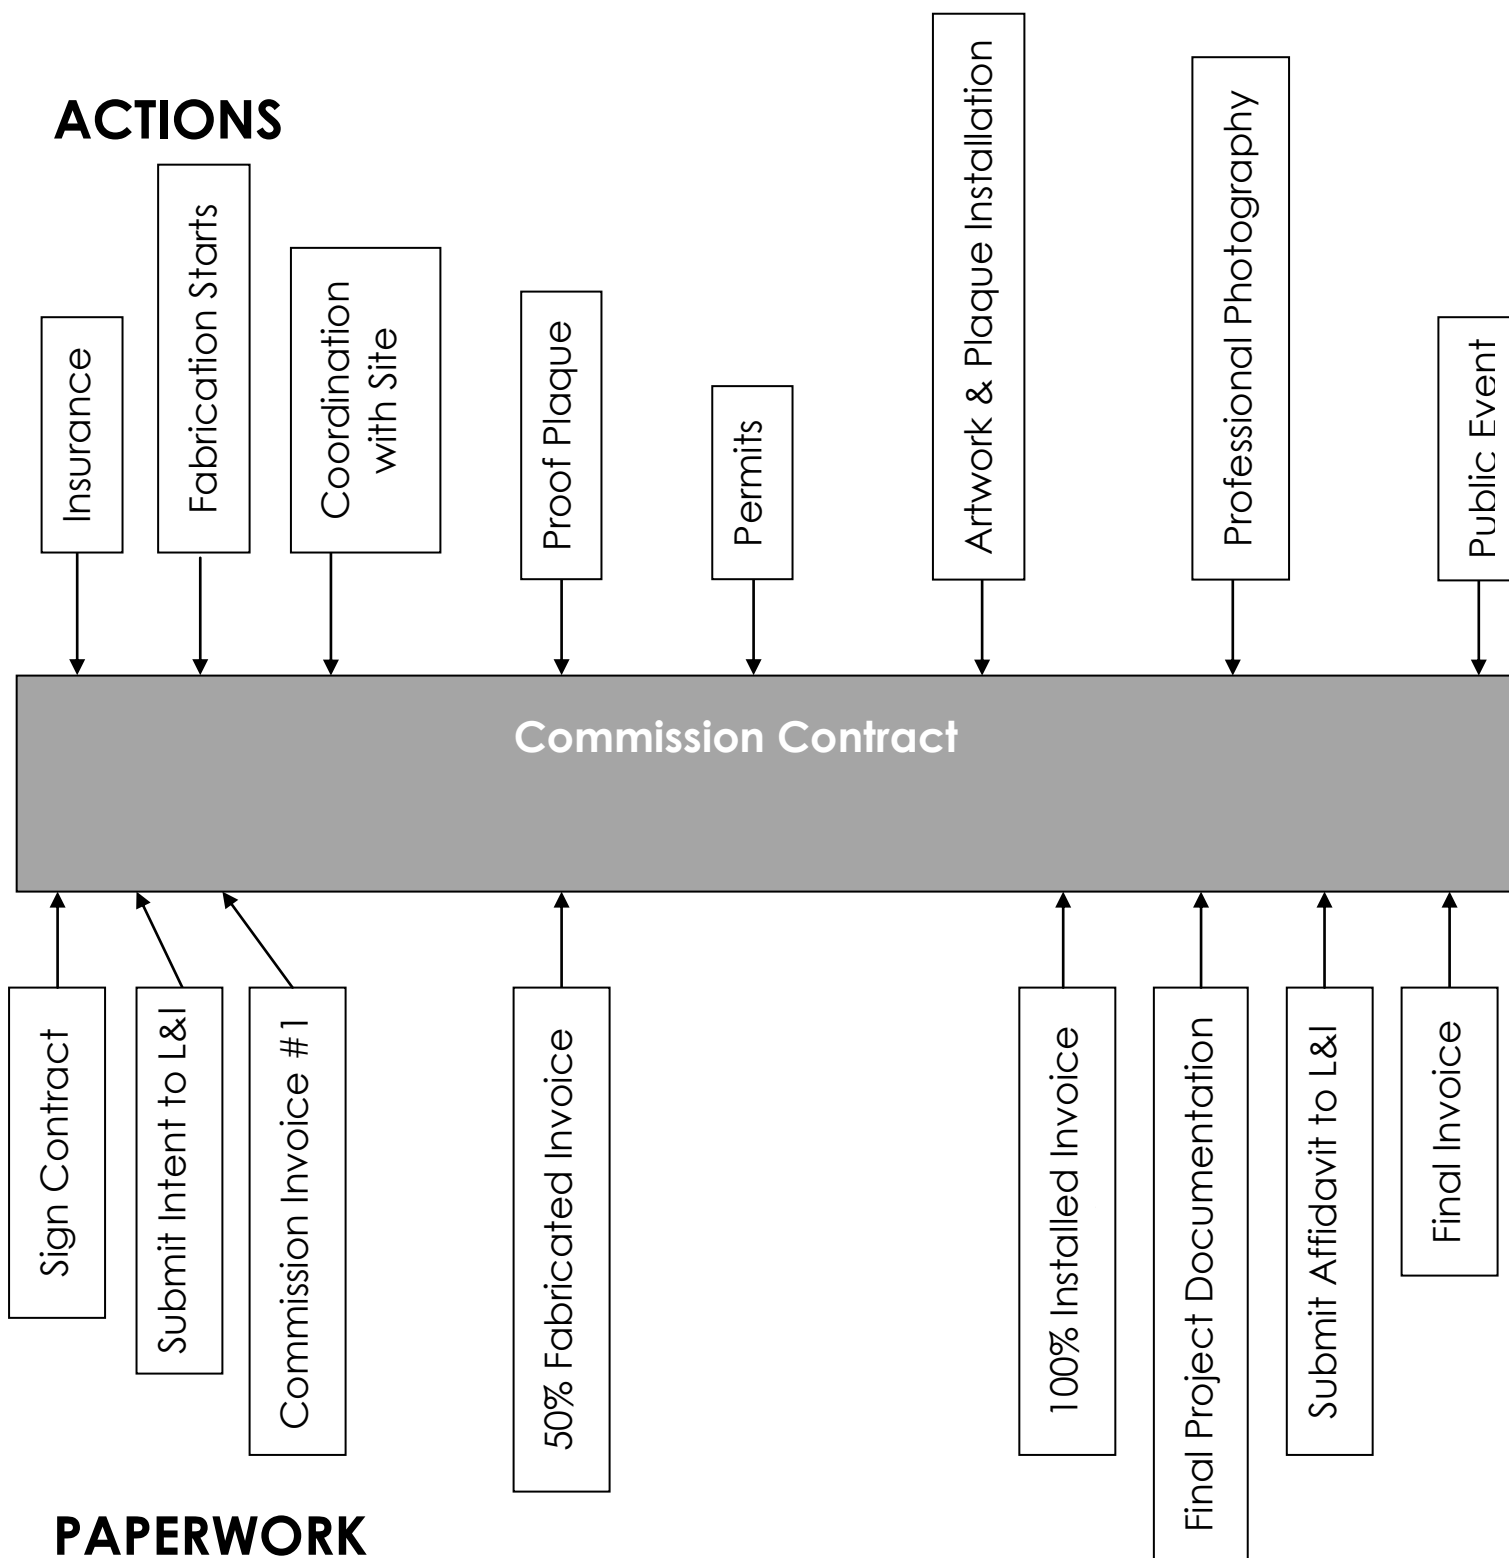 ACTIONS
Insurance
Fabrication Starts
Coordination
with Site
Proof Plaque
Permits
Artwork & Plaque Installation
Professional Photography
Public Event
Commission Contract
Sign Contract
Submit Intent to L&I
Commission Invoice #1
50% Fabricated Invoice
100% Installed Invoice
Final Project Documentation
Submit Affidavit to L&I
Final Invoice
PAPERWORK